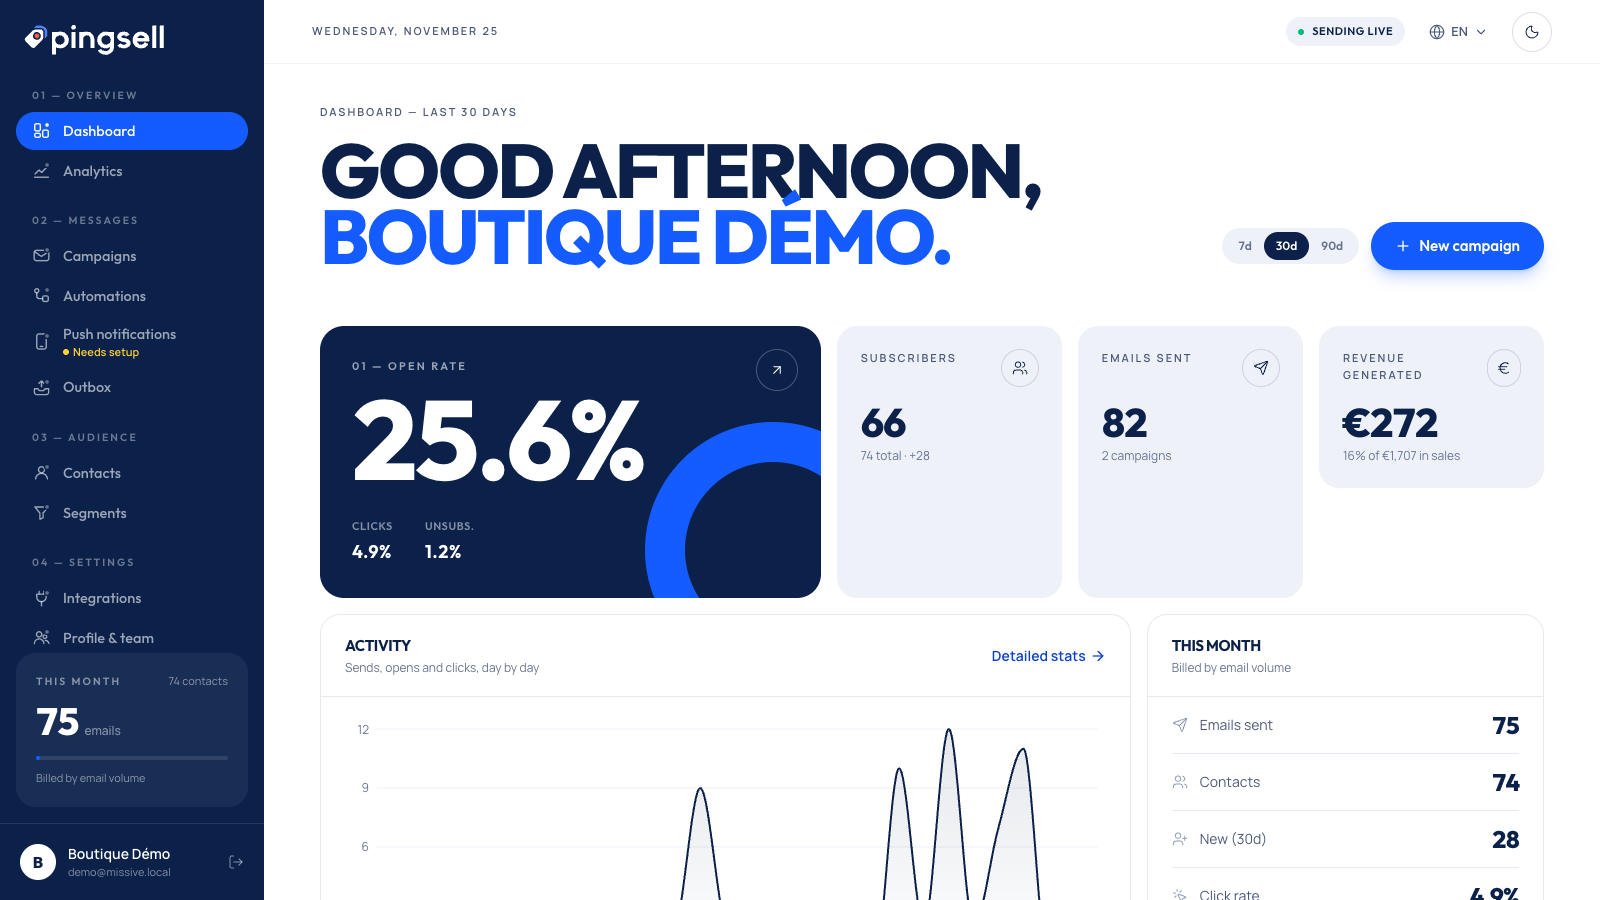 pingsell
01 — OVERVIEW
Dashboard
Analytics
02 — MESSAGES
Campaigns
Automations
Push notifications
Needs setup
Outbox
03 — AUDIENCE
Contacts
Segments
04 — SETTINGS
Integrations
Profile & team
THIS MONTH 74 contacts
75 emails
Billed by email volume
B
Boutique Démo
demo@missive.local
WEDNESDAY, NOVEMBER 25
SENDING LIVE
EN
DASHBOARD — LAST 30 DAYS
GOOD AFTERNOON,
BOUTIQUE DÉMO.
7d 30d 90d
+ New campaign
01 — OPEN RATE
25.6%
CLICKS UNSUBS.
4.9% 1.2%
SUBSCRIBERS
66
74 total · +28
EMAILS SENT
82
2 campaigns
REVENUE
GENERATED
€
€272
16% of €1,707 in sales
ACTIVITY
Sends, opens and clicks, day by day
Detailed stats →
12
9
6
THIS MONTH
Billed by email volume
Emails sent 75
Contacts 74
New (30d) 28
Click rate 4.9%